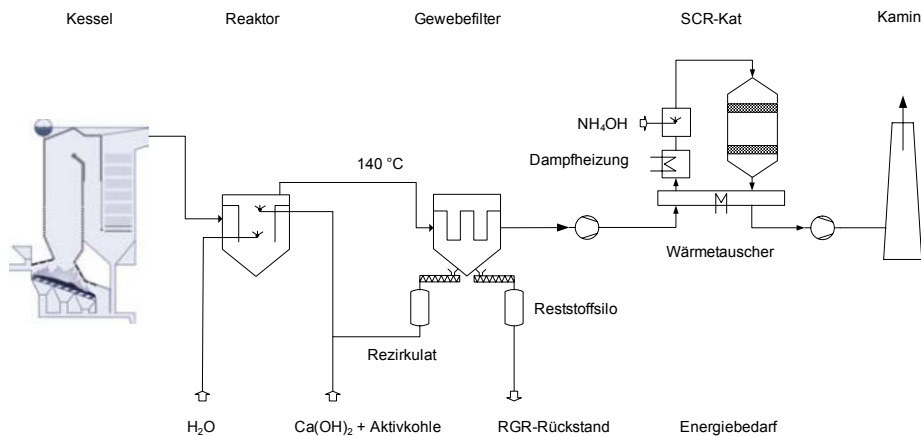 Kessel Reaktor Gewebefilter SCR-Kat Kamin
NH₄OH
140 °C
Dampfheizung
Wärmetauscher
Reststoffsilo
Rezirkulat
H₂O Ca(OH)₂ + Aktivkohle RGR-Rückstand Energiebedarf